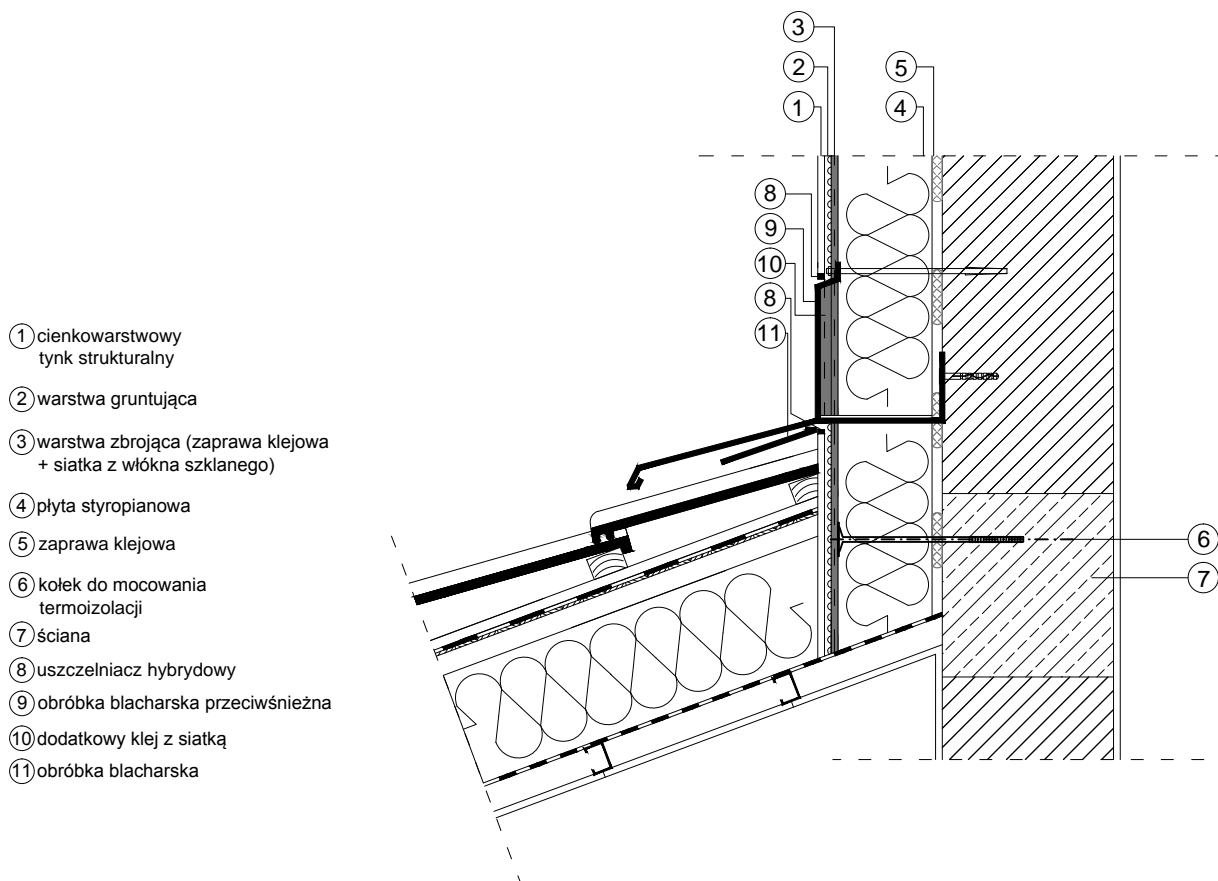 3
2
5
1
4
8
9
10
8
11
1 cienkowarstwowy
tynk strukturalny
2 warstwa gruntująca
3 warstwa zbrojąca (zaprawa klejowa
+ siatka z włókna szklanego)
4 płyta styropianowa
5 zaprawa klejowa
6 kołek do mocowania
termoizolacji
7 ściana
8 uszczelniacz hybrydowy
9 obróbka blacharska przeciwśnieżna
10 dodatkowy klej z siatką
11 obróbka blacharska
6
7